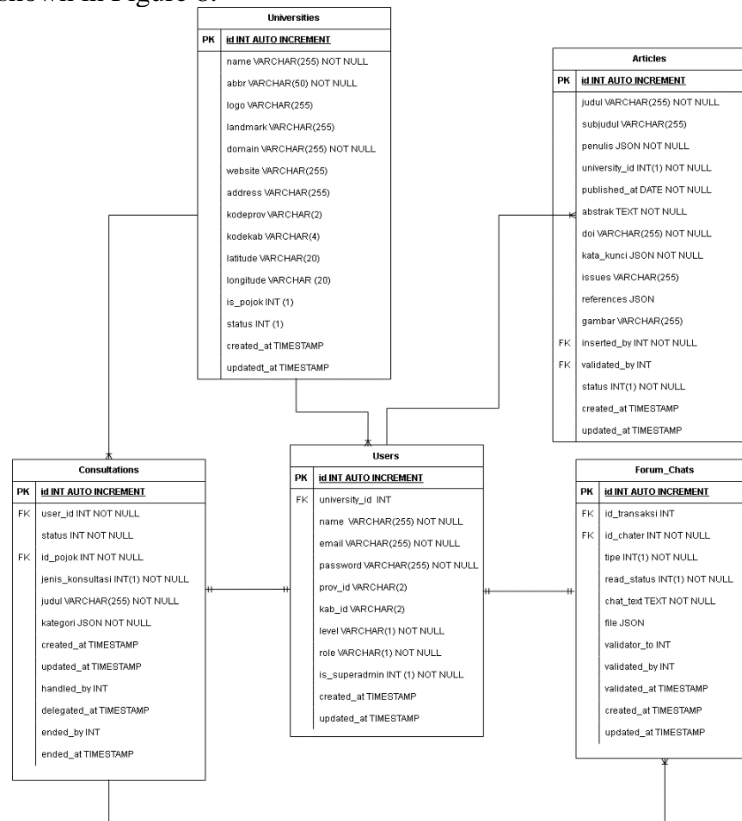 shown in Figure 8.
Universities
PK id INT AUTO INCREMENT
name VARCHAR(255) NOT NULL
abbr VARCHAR(50) NOT NULL
logo VARCHAR(255)
landmark VARCHAR(255)
domain VARCHAR(255) NOT NULL
website VARCHAR(255)
address VARCHAR(255)
kodeprov VARCHAR(2)
kodekab VARCHAR(4)
latitude VARCHAR(20)
longitude VARCHAR (20)
is_pojok INT (1)
status INT (1)
created_at TIMESTAMP
updatedt_at TIMESTAMP
Articles
PK id INT AUTO INCREMENT
judul VARCHAR(255) NOT NULL
subjudul VARCHAR(255)
penulis JSON NOT NULL
university_id INT(1) NOT NULL
published_at DATE NOT NULL
abstrak TEXT NOT NULL
doi VARCHAR(255) NOT NULL
kata_kunci JSON NOT NULL
issues VARCHAR(255)
references JSON
gambar VARCHAR(255)
FK inserted_by INT NOT NULL
FK validated_by INT
status INT(1) NOT NULL
created_at TIMESTAMP
updated_at TIMESTAMP
Consultations
PK id INT AUTO INCREMENT
FK user_id INT NOT NULL
status INT NOT NULL
FK id_pojok INT NOT NULL
jenis_konsultasi INT(1) NOT NULL
judul VARCHAR(255) NOT NULL
kategori JSON NOT NULL
created_at TIMESTAMP
updated_at TIMESTAMP
handled_by INT
delegated_at TIMESTAMP
ended_by INT
ended_at TIMESTAMP
Users
PK id INT AUTO INCREMENT
FK university_id INT
name VARCHAR(255) NOT NULL
email VARCHAR(255) NOT NULL
password VARCHAR(255) NOT NULL
prov_id VARCHAR(2)
kab_id VARCHAR(2)
level VARCHAR(1) NOT NULL
role VARCHAR(1) NOT NULL
is_superadmin INT (1) NOT NULL
created_at TIMESTAMP
updated_at TIMESTAMP
Forum_Chats
PK id INT AUTO INCREMENT
FK id_transaksi INT
FK id_chater INT NOT NULL
tipe INT(1) NOT NULL
read_status INT(1) NOT NULL
chat_text TEXT NOT NULL
file JSON
validator_to INT
validated_by INT
validated_at TIMESTAMP
created_at TIMESTAMP
updated_at TIMESTAMP